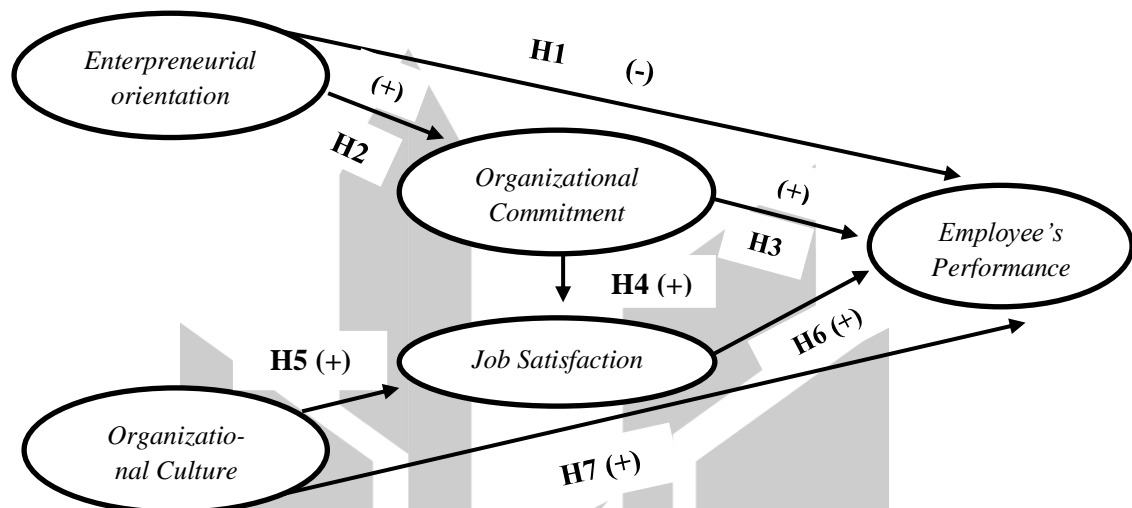 H1 (-)
Enterpreneurial
orientation
(+)
H2
Organizational
Commitment
(+)
H3
Employee's
Performance
H4 (+)
H5 (+)
Job Satisfaction
H6 (+)
Organizatio-
nal Culture
H7 (+)